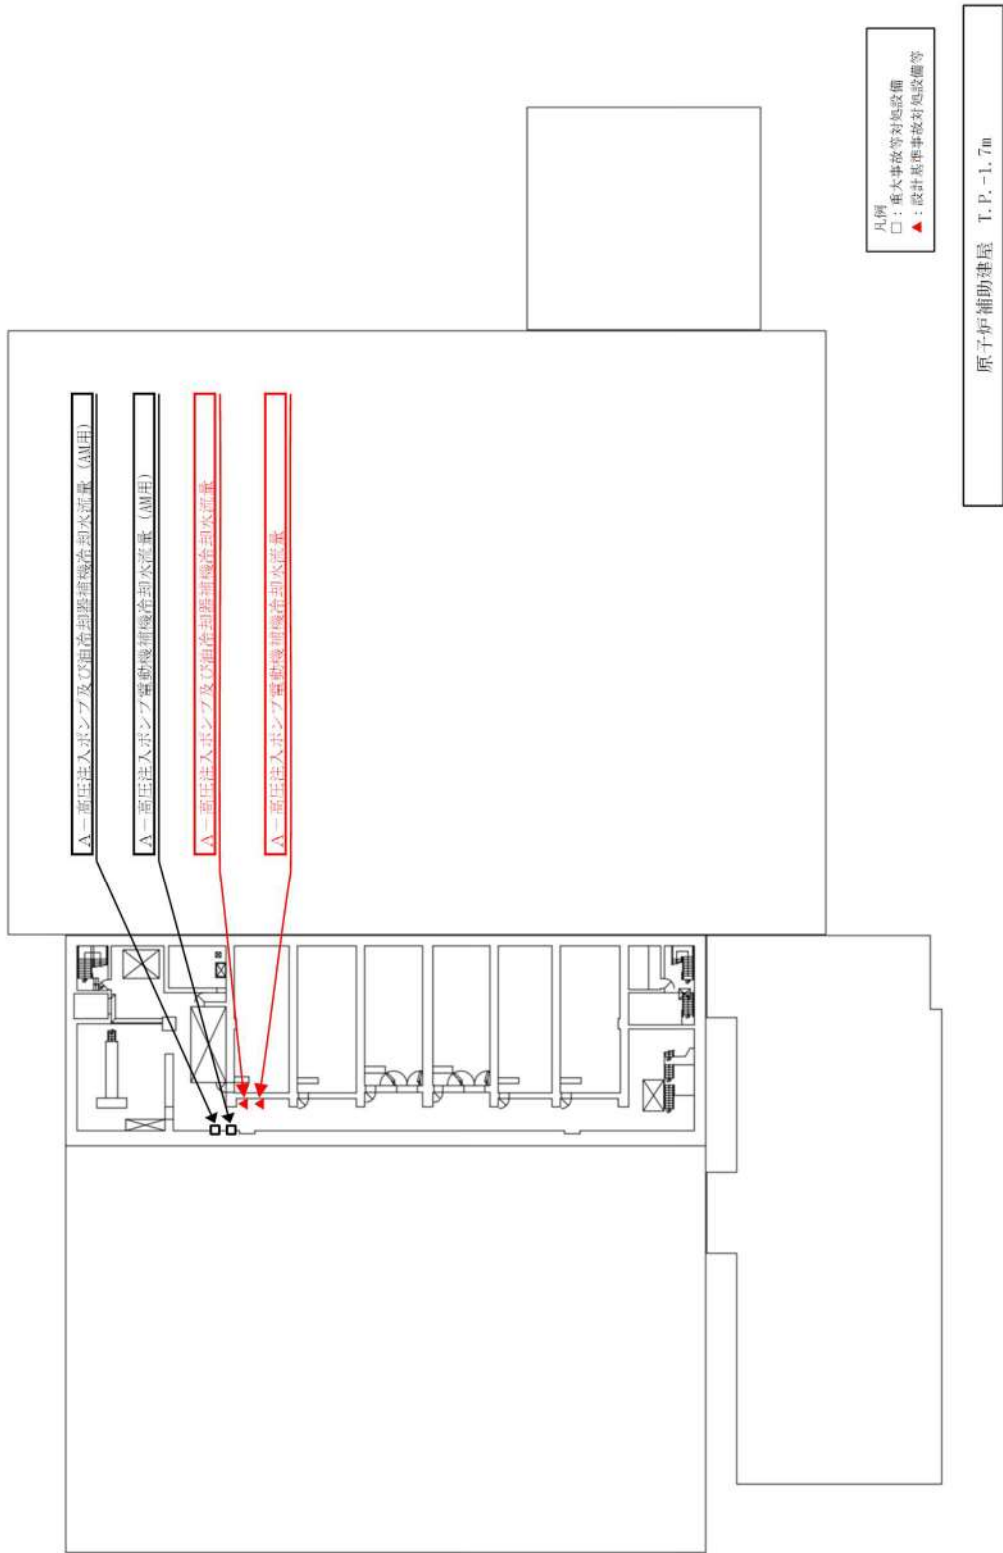 A－高圧注入ポンプ及び油冷却器補機冷却水流量（AM用）
A－高圧注入ポンプ電動機補機冷却水流量（AM用）
A－高圧注入ポンプ及び油冷却器補機冷却水流量
A－高圧注入ポンプ電動機補機冷却水流量
凡例
□：重大事故等対処設備
▲：設計基準事故対処設備等
原子炉補助建屋 T.P.-1.7m